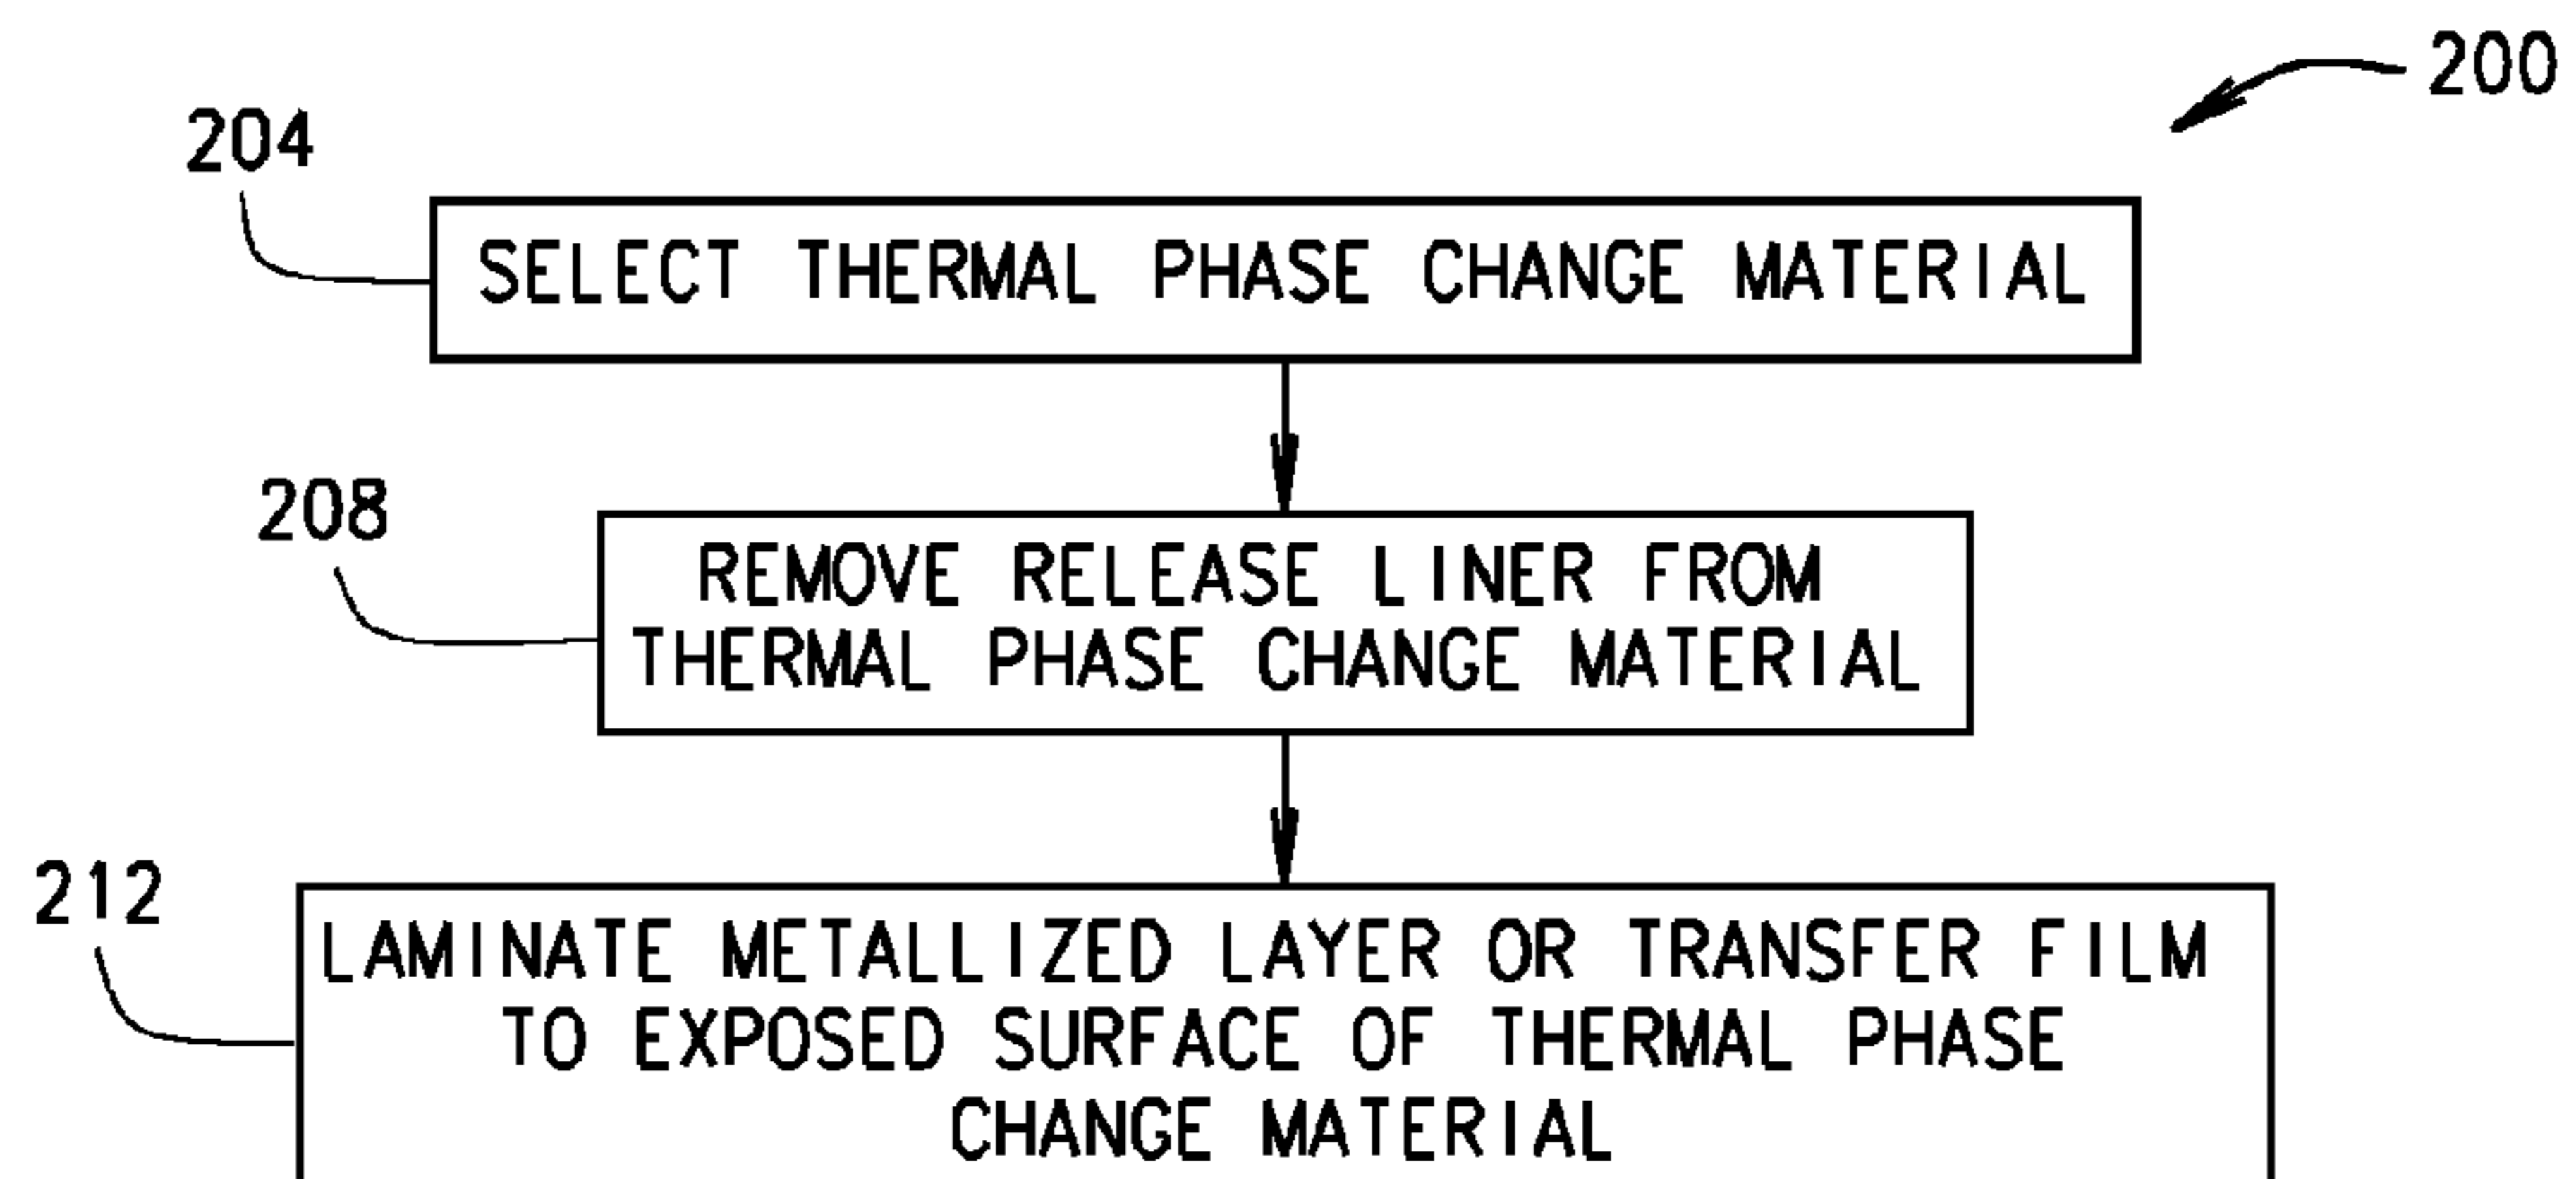 200
204
SELECT THERMAL PHASE CHANGE MATERIAL
208
REMOVE RELEASE LINER FROM
THERMAL PHASE CHANGE MATERIAL
212
LAMINATE METALLIZED LAYER OR TRANSFER FILM
TO EXPOSED SURFACE OF THERMAL PHASE
CHANGE MATERIAL